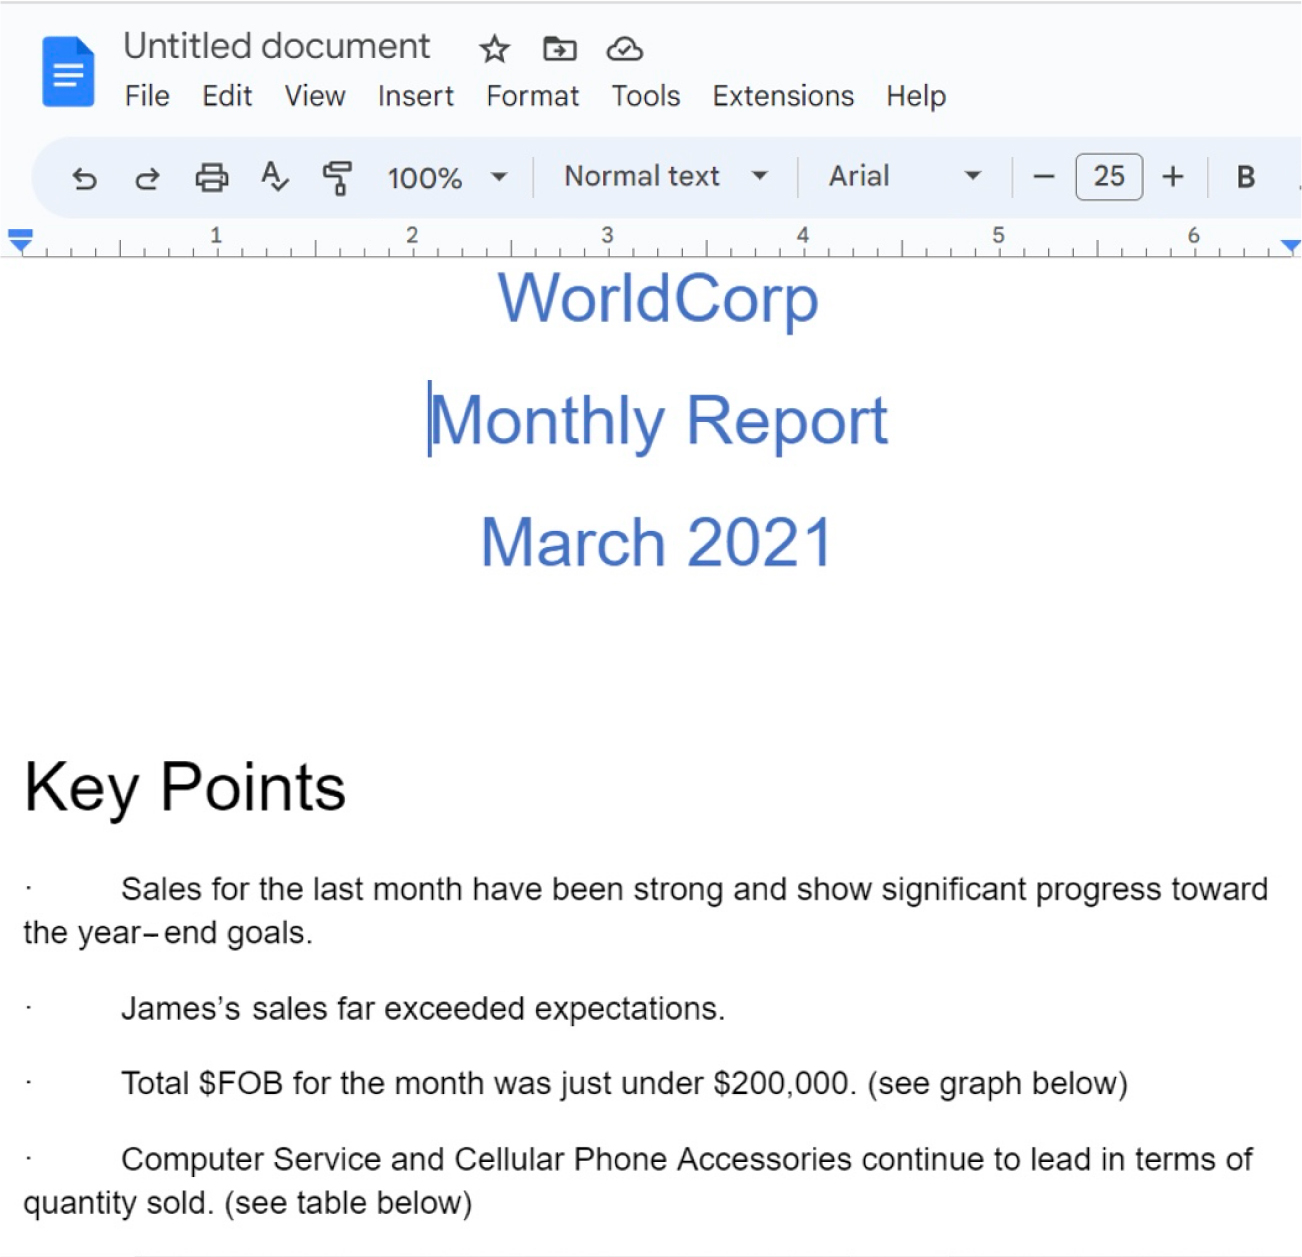 Untitled document
File Edit View Insert Format Tools Extensions Help
100% Normal text Arial − 25 + B
1 2 3 4 5 6
WorldCorp
Monthly Report
March 2021
Key Points
· Sales for the last month have been strong and show significant progress toward
the year–end goals.
· James’s sales far exceeded expectations.
· Total $FOB for the month was just under $200,000. (see graph below)
· Computer Service and Cellular Phone Accessories continue to lead in terms of
quantity sold. (see table below)